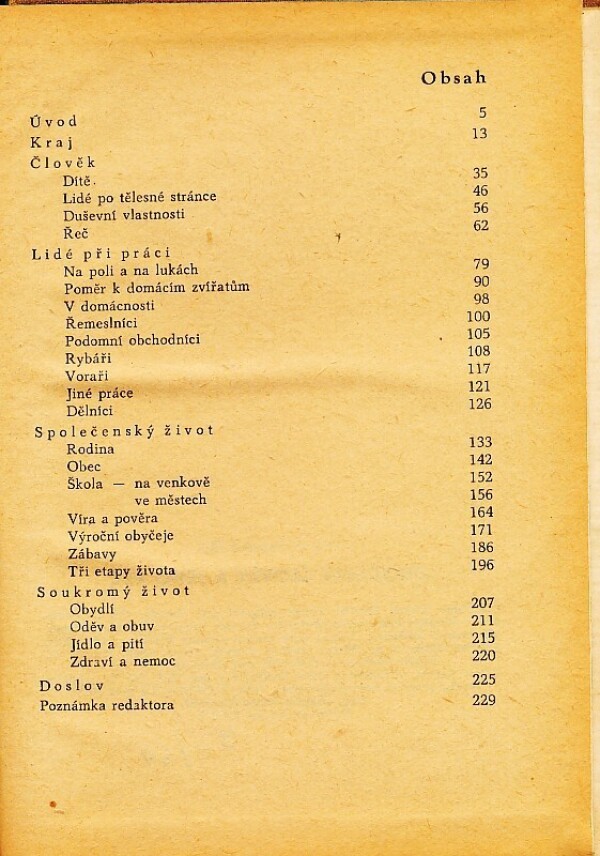 Obsah
Úvod 5
Kraj 13
Člověk
Dítě 35
Lidé po tělesné stránce 46
Duševní vlastnosti 56
Řeč 62
Lidé při práci
Na poli a na lukách 79
Poměr k domácím zvířatům 90
V domácnosti 98
Řemeslníci 100
Podomní obchodníci 105
Rybáři 108
Voraři 117
Jiné práce 121
Dělníci 126
Společenský život
Rodina 133
Obec 142
Škola — na venkově 152
ve městech 156
Víra a pověra 164
Výroční obyčeje 171
Zábavy 186
Tři etapy života 196
Soukromý život
Obydlí 207
Oděv a obuv 211
Jídlo a pití 215
Zdraví a nemoc 220
Doslov 225
Poznámka redaktora 229